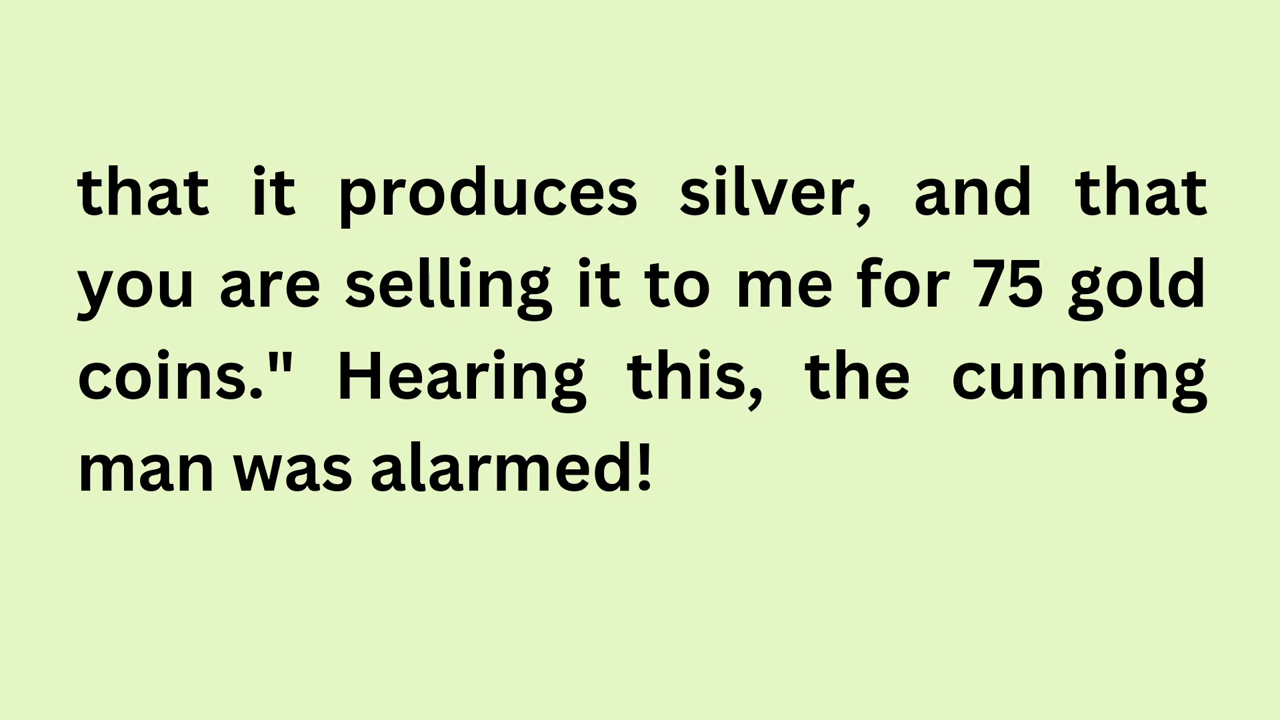 that it produces silver, and that
you are selling it to me for 75 gold
coins." Hearing this, the cunning
man was alarmed!